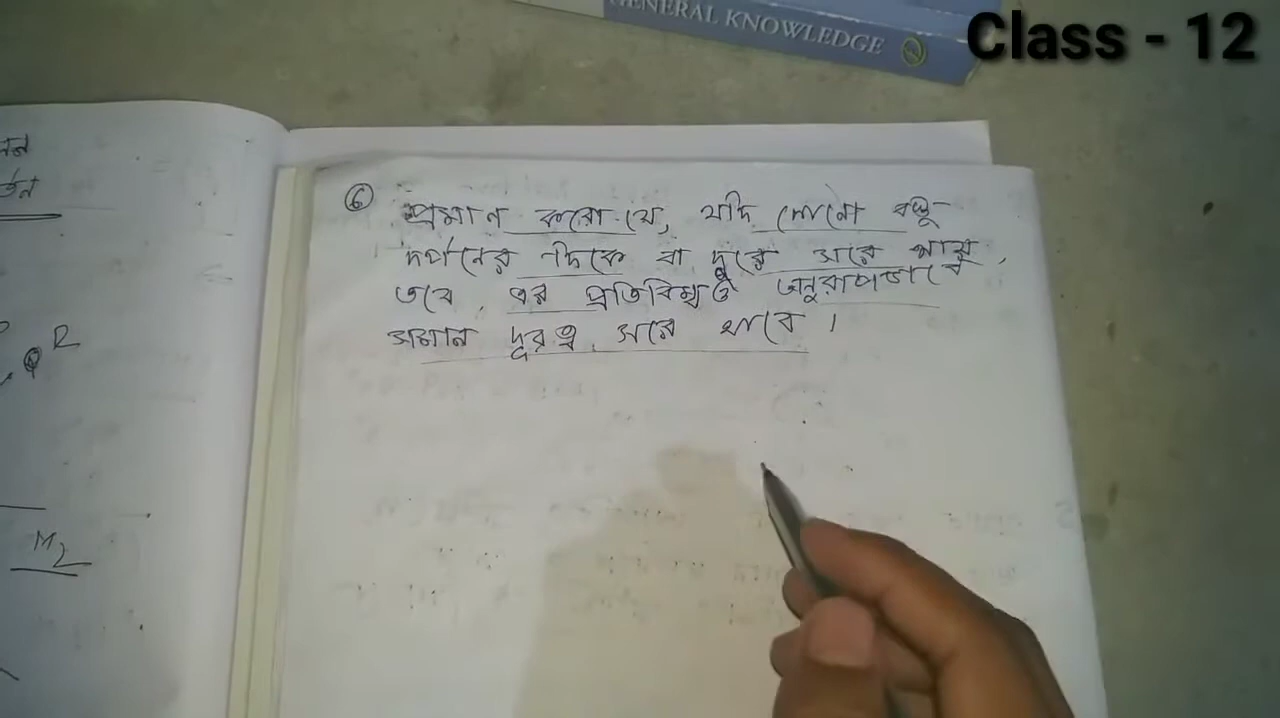 GENERAL KNOWLEDGE
Class - 12
R
M2
⑥ প্রমান করো যে, যদি কোনো বস্তু
দর্পনের দিকে বা দূরে সরে যায়,
তবে এর প্রতিবিম্বও অনুরূপভাবে
সমান দূরত্ব সরে যাবে।